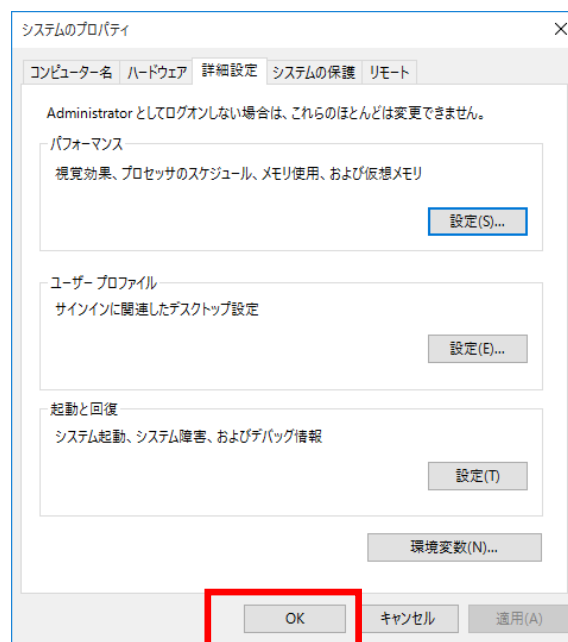 システムのプロパティ
コンピューター名 ハードウェア 詳細設定 システムの保護 リモート
Administrator としてログオンしない場合は、これらのほとんどは変更できません。
パフォーマンス
視覚効果、プロセッサのスケジュール、メモリ使用、および仮想メモリ
設定(S)...
ユーザー プロファイル
サインインに関連したデスクトップ設定
設定(E)...
起動と回復
システム起動、システム障害、およびデバッグ情報
設定(T)
環境変数(N)...
OK キャンセル 適用(A)